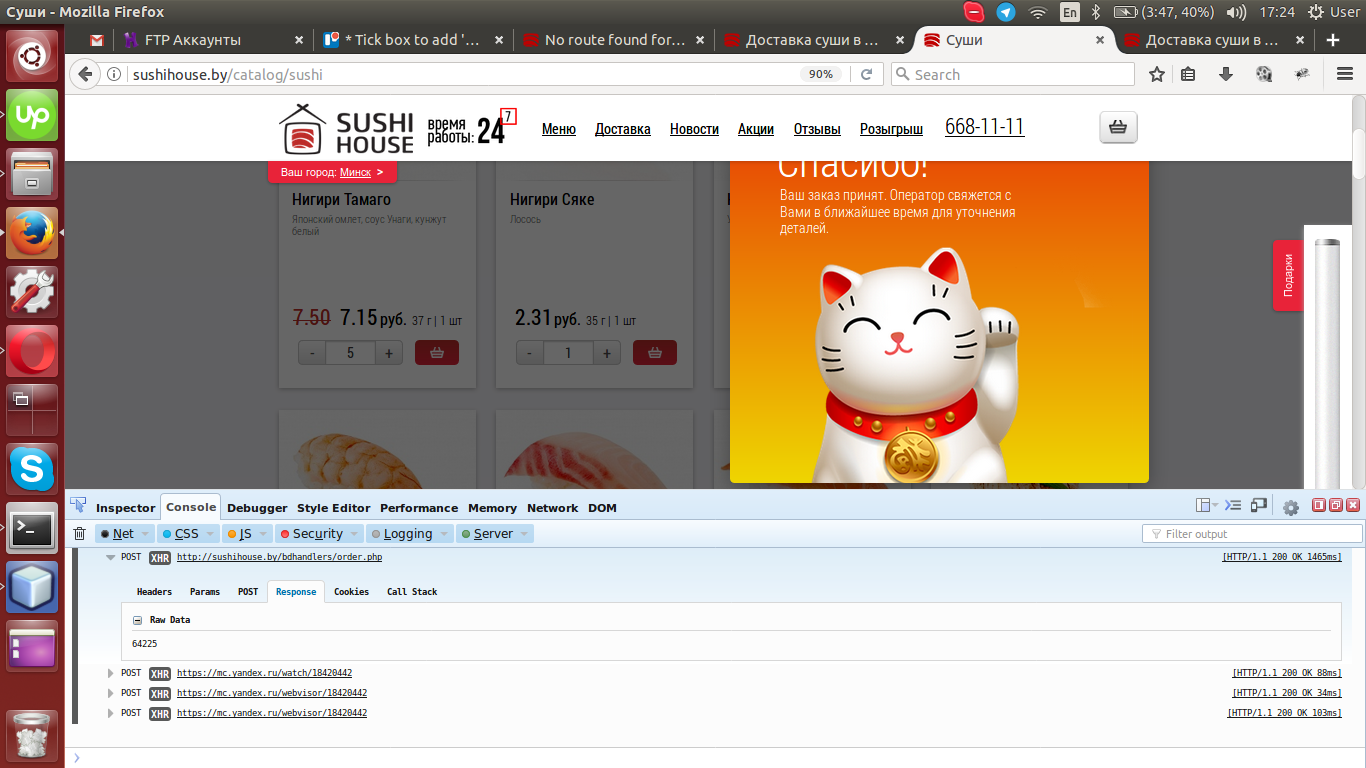 Суши - Mozilla Firefox
En
(3:47, 40%)
17:24
User
FTP Аккаунты
* Tick box to add '...
No route found for...
Доставка суши в ...
Суши
Доставка суши в ...
sushihouse.by/catalog/sushi
90%
Search
SUSHI
HOUSE
время
работы:
24
7
Меню
Доставка
Новости
Акции
Отзывы
Розыгрыш
668-11-11
Ваш город: Минск >
Нигири Тамаго
Японский омлет, соус Унаги, кунжут
белый
7.50 7.15 руб. 37 г | 1 шт
- 5 +
Нигири Сяке
Лосось
2.31 руб. 35 г | 1 шт
- 1 +
Спасибо!
Ваш заказ принят. Оператор свяжется с
Вами в ближайшее время для уточнения
деталей.
Подарки
Inspector
Console
Debugger
Style Editor
Performance
Memory
Network
DOM
Net
CSS
JS
Security
Logging
Server
Filter output
POST XHR http://sushihouse.by/bdhandlers/order.php [HTTP/1.1 200 OK 1465ms]
Headers
Params
POST
Response
Cookies
Call Stack
Raw Data
64225
POST XHR https://mc.yandex.ru/watch/18420442 [HTTP/1.1 200 OK 88ms]
POST XHR https://mc.yandex.ru/webvisor/18420442 [HTTP/1.1 200 OK 34ms]
POST XHR https://mc.yandex.ru/webvisor/18420442 [HTTP/1.1 200 OK 103ms]